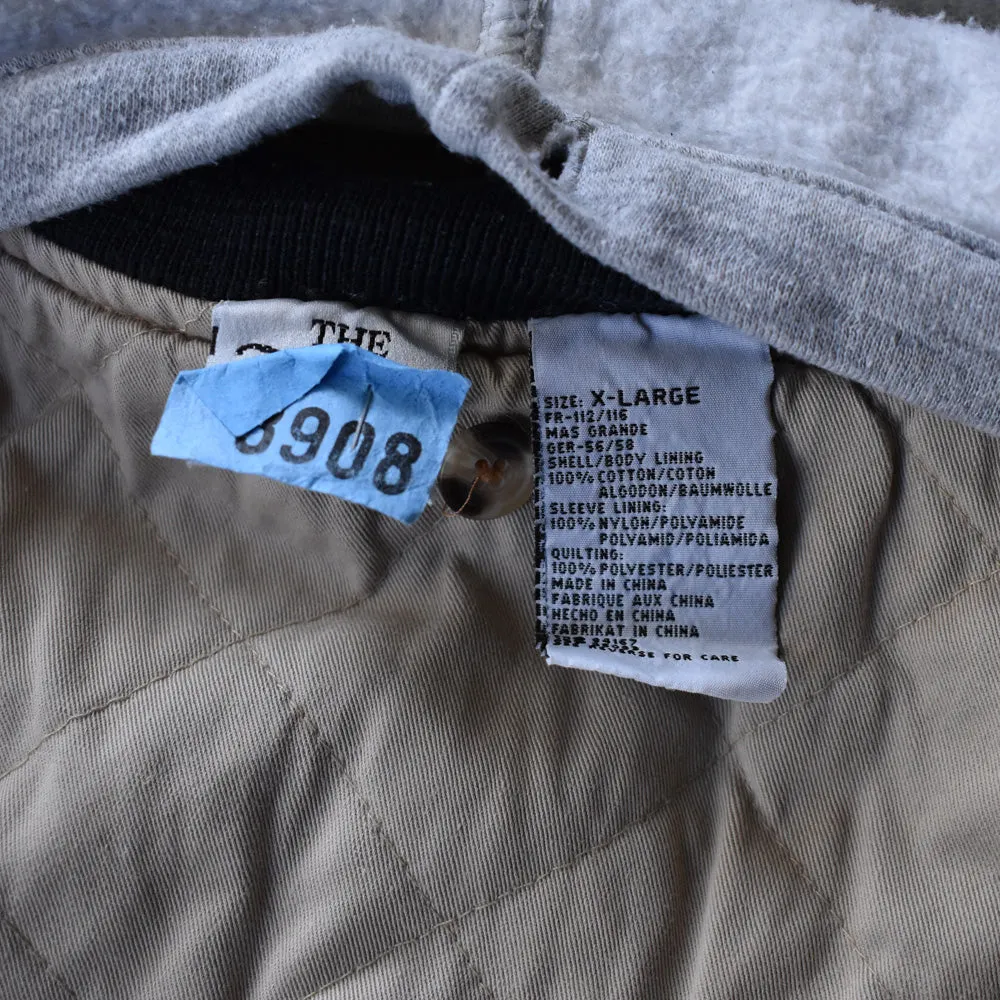 THE
8908
SIZE: X-LARGE
FR-112/116
MAS GRANDE
GER-56/58
SHELL/BODY LINING
100% COTTON/COTON
ALGODON/BAUMWOLLE
SLEEVE LINING:
100% NYLON/POLYAMIDE
POLYAMID/POLIAMIDA
QUILTING:
100% POLYESTER/POLIESTER
MADE IN CHINA
FABRIQUE AUX CHINA
HECHO EN CHINA
FABRIKAT IN CHINA
REVERSE FOR CARE